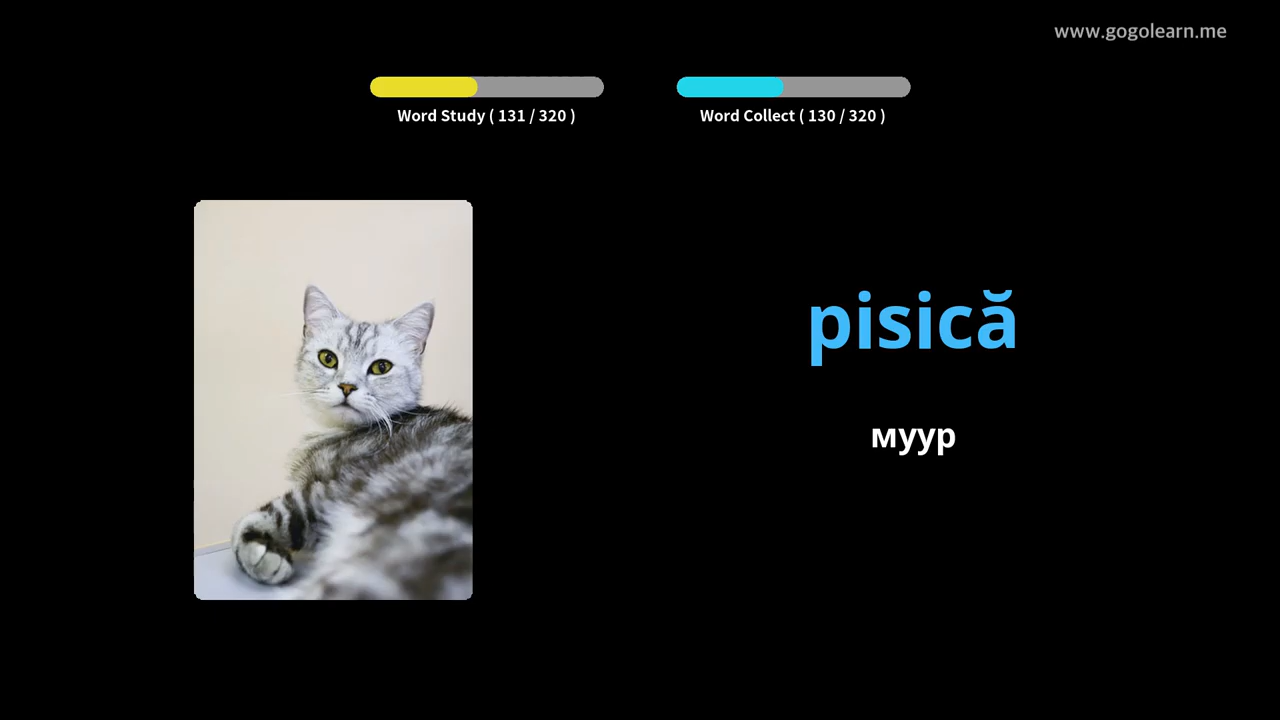 www.gogolearn.me
Word Study ( 131 / 320 )
Word Collect ( 130 / 320 )
pisică
муур